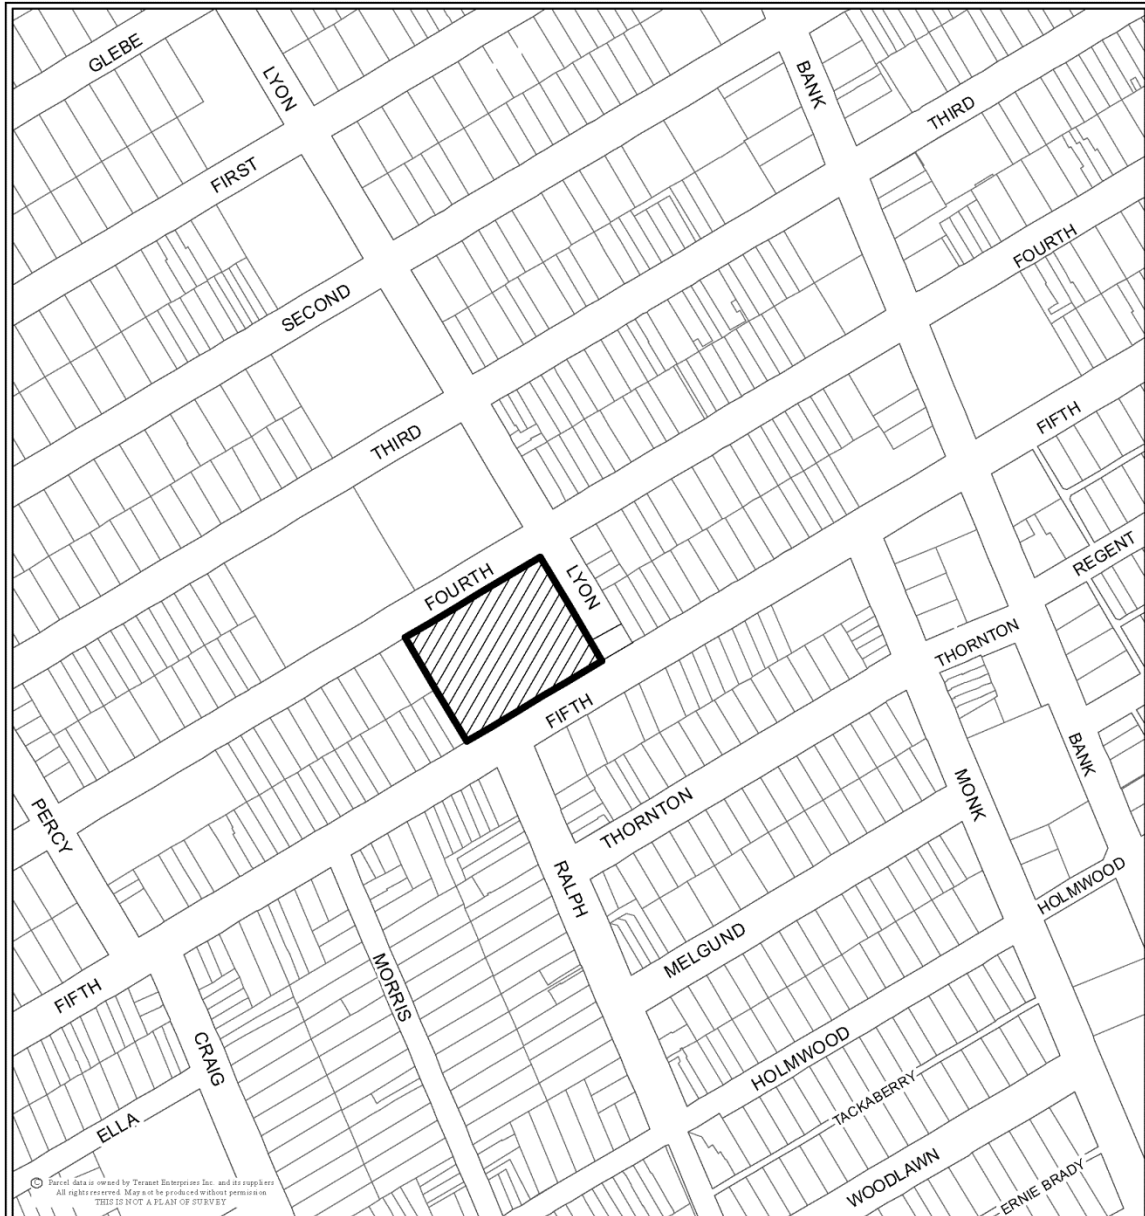 GLEBE
LYON
BANK
THIRD
FIRST
FOURTH
SECOND
THIRD
FIFTH
REGENT
FOURTH
LYON
THORNTON
FIFTH
BANK
MONK
THORNTON
PERCY
RALPH
HOLMWOOD
MELGUND
MORRIS
FIFTH
CRAIG
HOLMWOOD
TACKABERRY
ELLA
WOODLAWN
ERNIE BRADY
© Parcel data is owned by Teranet Enterprises Inc. and its suppliers
All rights reserved. May not be produced without permission
THIS IS NOT A PLAN OF SURVEY